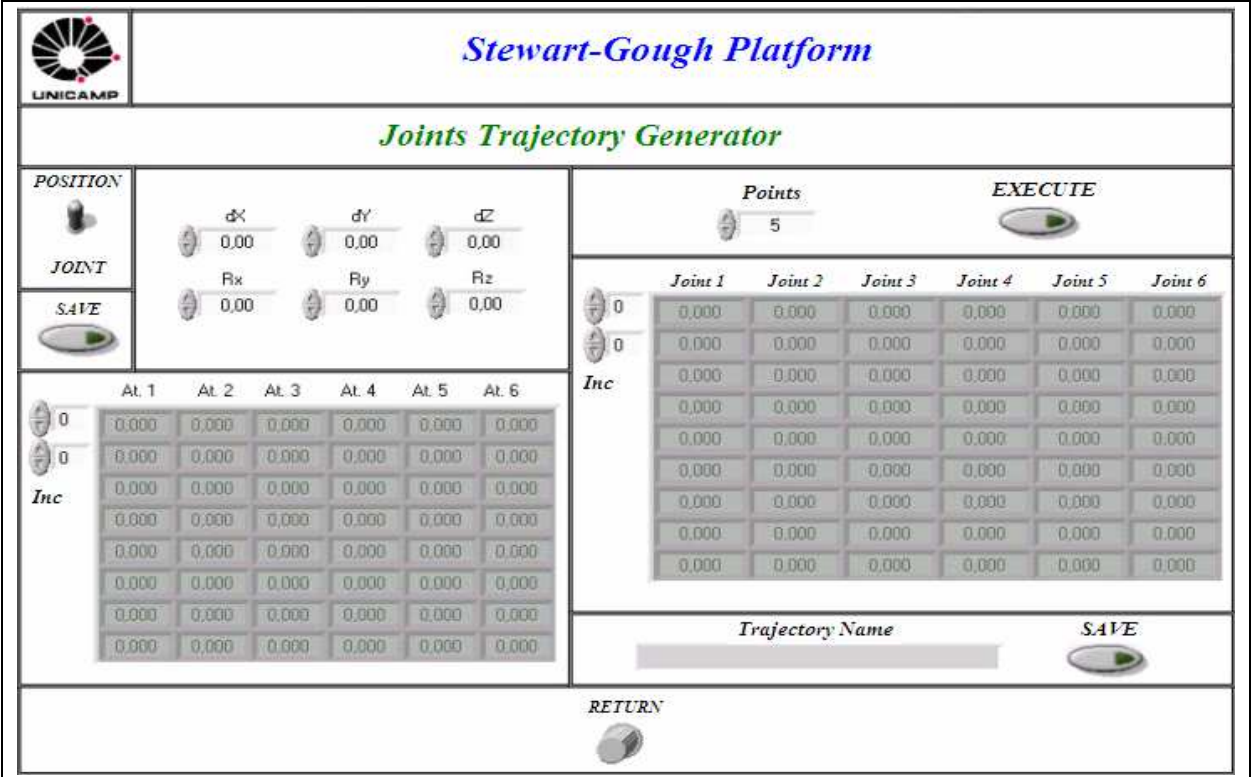 UNICAMP
Stewart-Gough Platform
Joints Trajectory Generator
POSITION
JOINT
SAVE
dX dY dZ
0,00 0,00 0,00
Rx Ry Rz
0,00 0,00 0,00
Points
5
EXECUTE
At. 1 At. 2 At. 3 At. 4 At. 5 At. 6
0 0,000 0,000 0,000 0,000 0,000 0,000
0 0,000 0,000 0,000 0,000 0,000 0,000
Inc 0,000 0,000 0,000 0,000 0,000 0,000
0,000 0,000 0,000 0,000 0,000 0,000
0,000 0,000 0,000 0,000 0,000 0,000
0,000 0,000 0,000 0,000 0,000 0,000
0,000 0,000 0,000 0,000 0,000 0,000
0,000 0,000 0,000 0,000 0,000 0,000
Joint 1 Joint 2 Joint 3 Joint 4 Joint 5 Joint 6
0 0,000 0,000 0,000 0,000 0,000 0,000
0 0,000 0,000 0,000 0,000 0,000 0,000
Inc 0,000 0,000 0,000 0,000 0,000 0,000
0,000 0,000 0,000 0,000 0,000 0,000
0,000 0,000 0,000 0,000 0,000 0,000
0,000 0,000 0,000 0,000 0,000 0,000
0,000 0,000 0,000 0,000 0,000 0,000
0,000 0,000 0,000 0,000 0,000 0,000
0,000 0,000 0,000 0,000 0,000 0,000
Trajectory Name
SAVE
RETURN